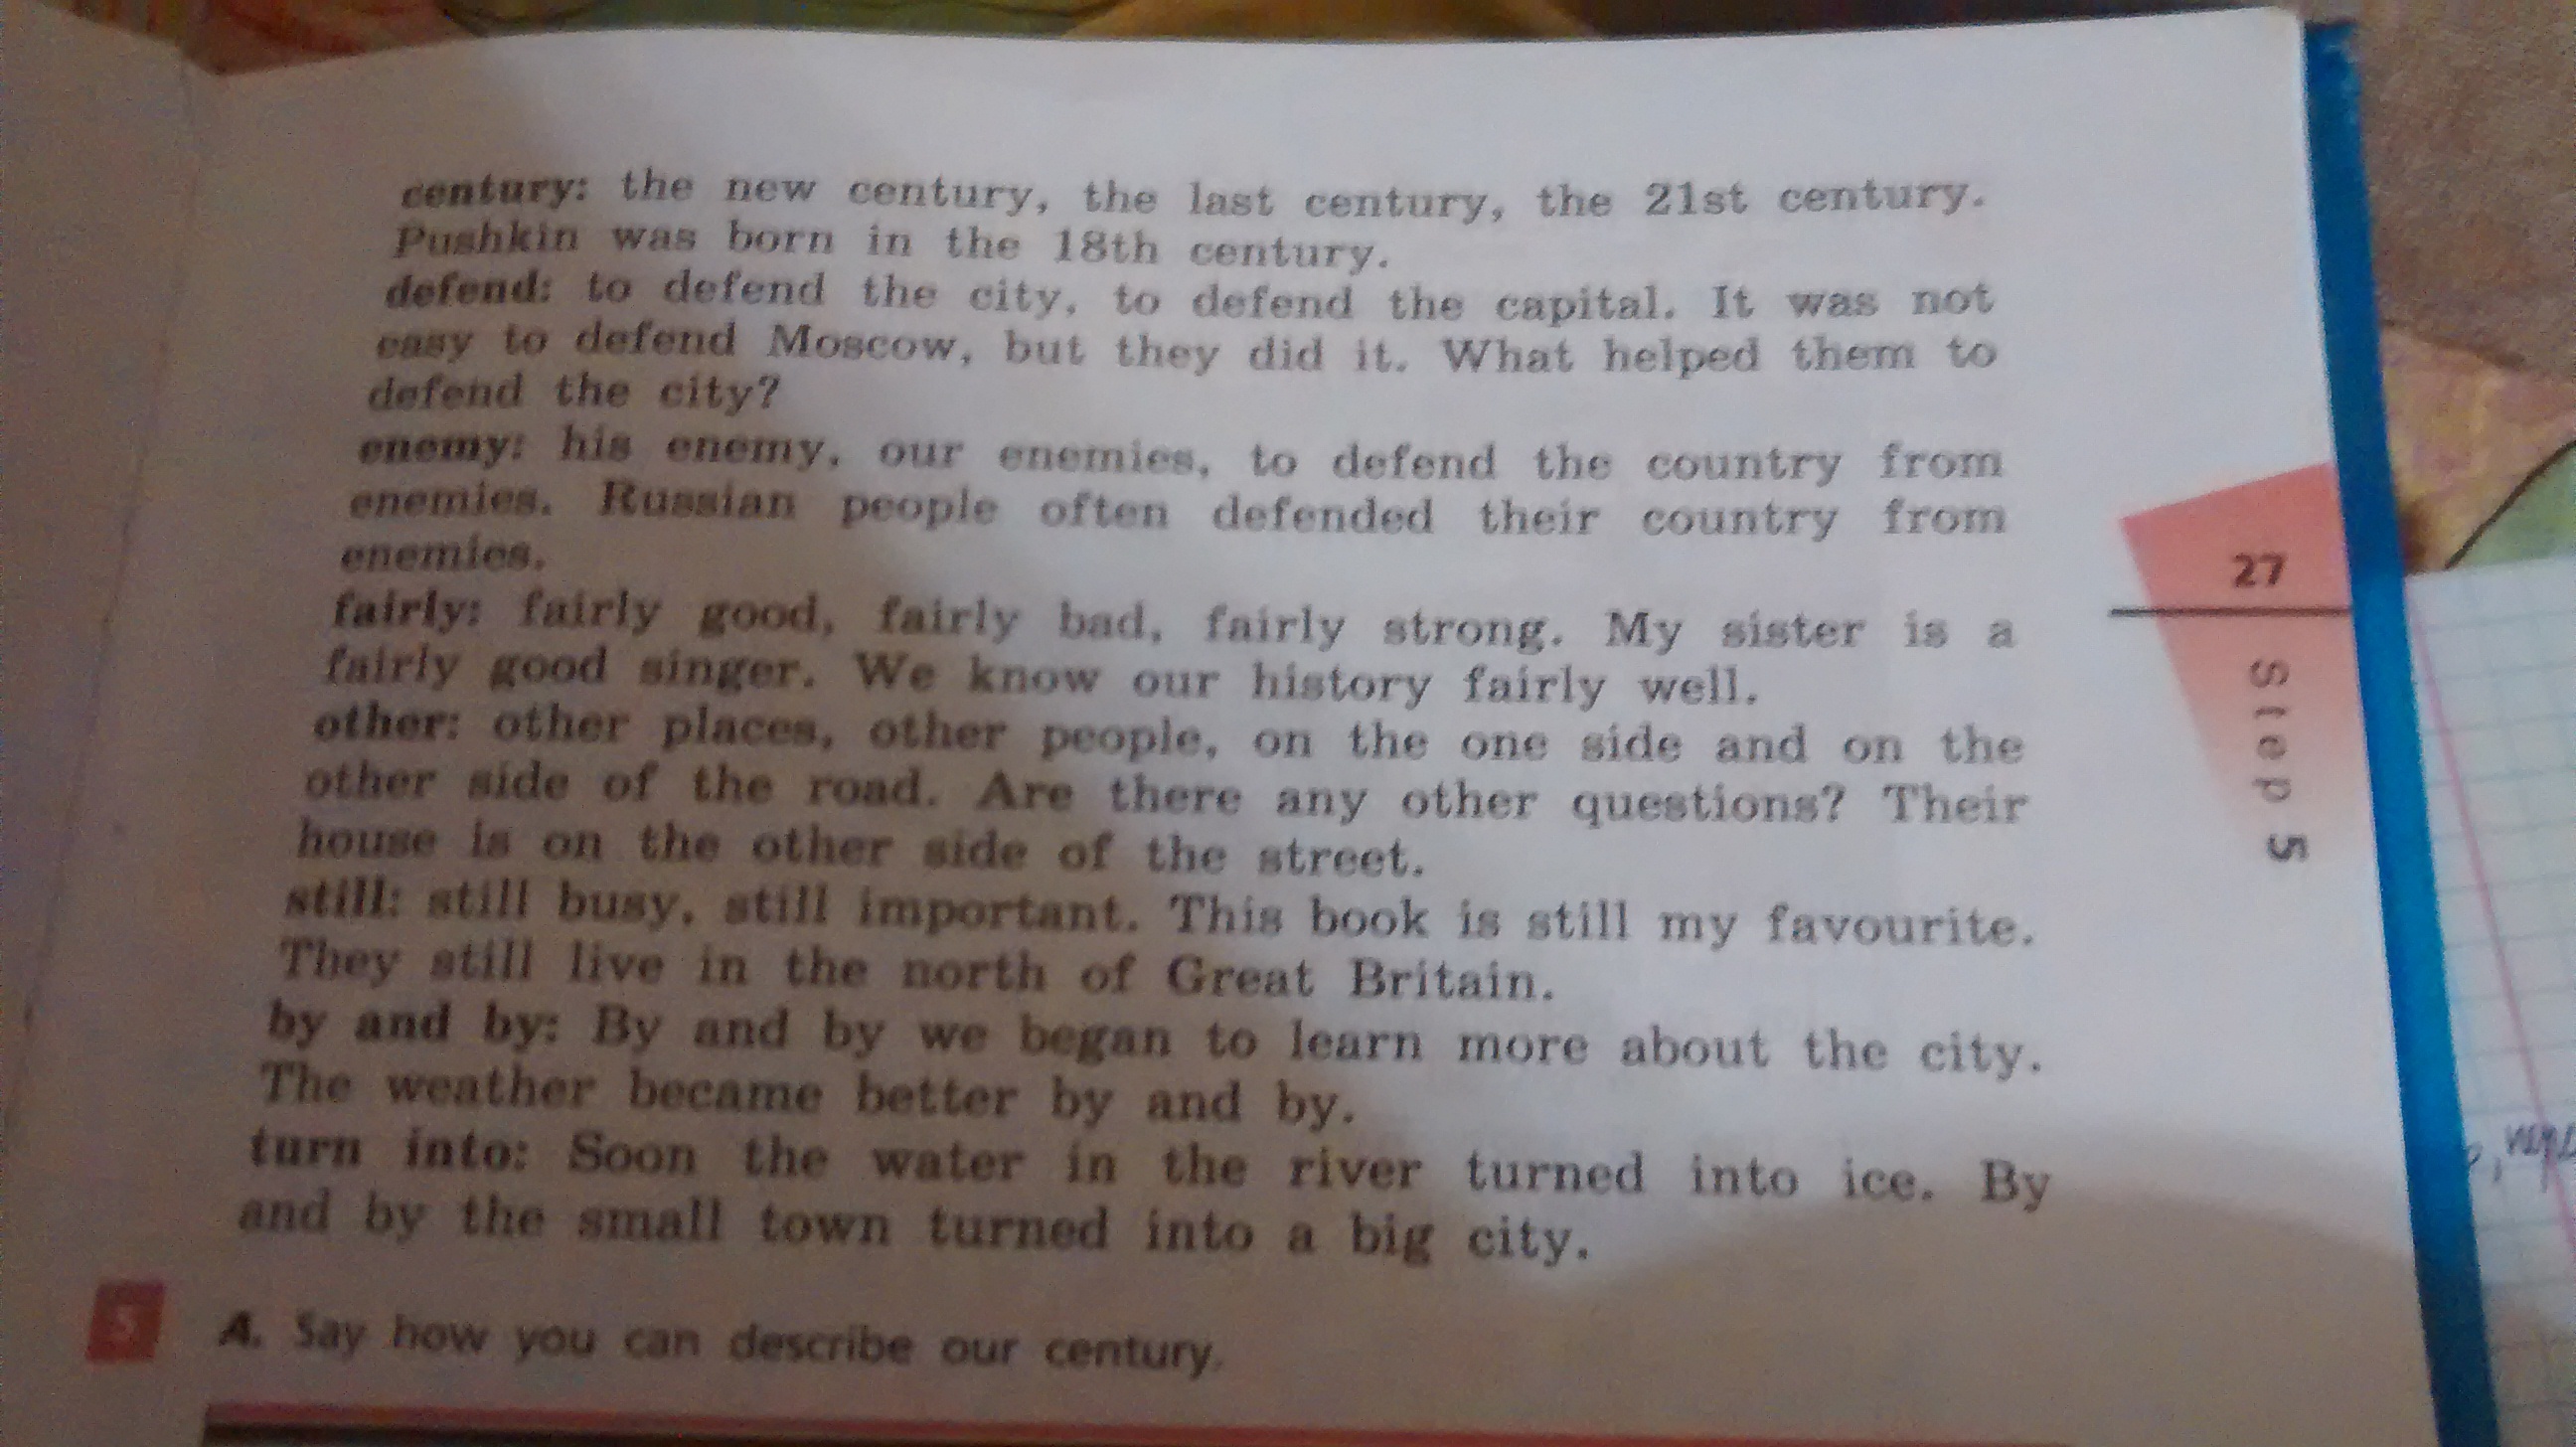 century: the new century, the last century, the 21st century.
Pushkin was born in the 18th century.
defend: to defend the city, to defend the capital. It was not
easy to defend Moscow, but they did it. What helped them to
defend the city?
enemy: his enemy, our enemies, to defend the country from
enemies. Russian people often defended their country from
enemies.
fairly: fairly good, fairly bad, fairly strong. My sister is a
fairly good singer. We know our history fairly well.
other: other places, other people, on the one side and on the
other side of the road. Are there any other questions? Their
house is on the other side of the street.
still: still busy, still important. This book is still my favourite.
They still live in the north of Great Britain.
by and by: By and by we began to learn more about the city.
The weather became better by and by.
turn into: Soon the water in the river turned into ice. By
and by the small town turned into a big city.
5 A. Say how you can describe our century.
27
Step 5